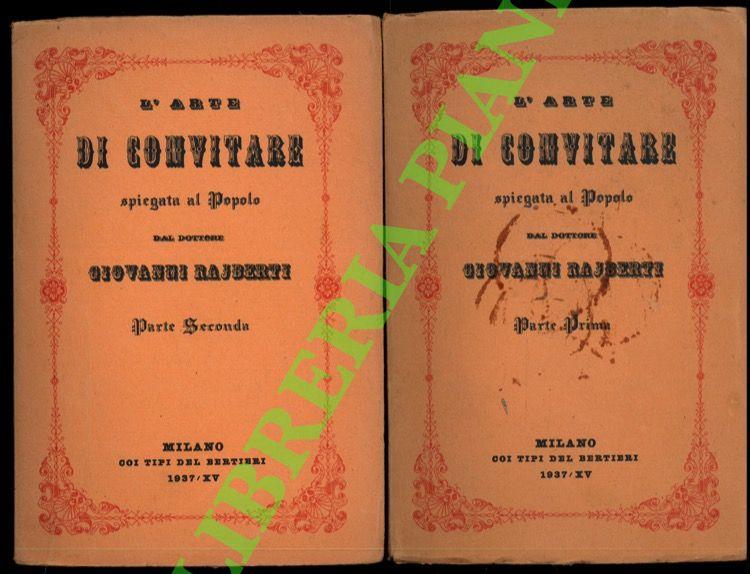 L' ARTE
DI CONVITARE
spiegata al Popolo
DAL DOTTORE
GIOVANNI RAJBERTI
Parte Seconda
MILANO
COI TIPI DEL BERTIERI
1937/XV
L' ARTE
DI CONVITARE
spiegata al Popolo
DAL DOTTORE
GIOVANNI RAJBERTI
Parte Prima
MILANO
COI TIPI DEL BERTIERI
1937/XV
LIBRERIA PIANI